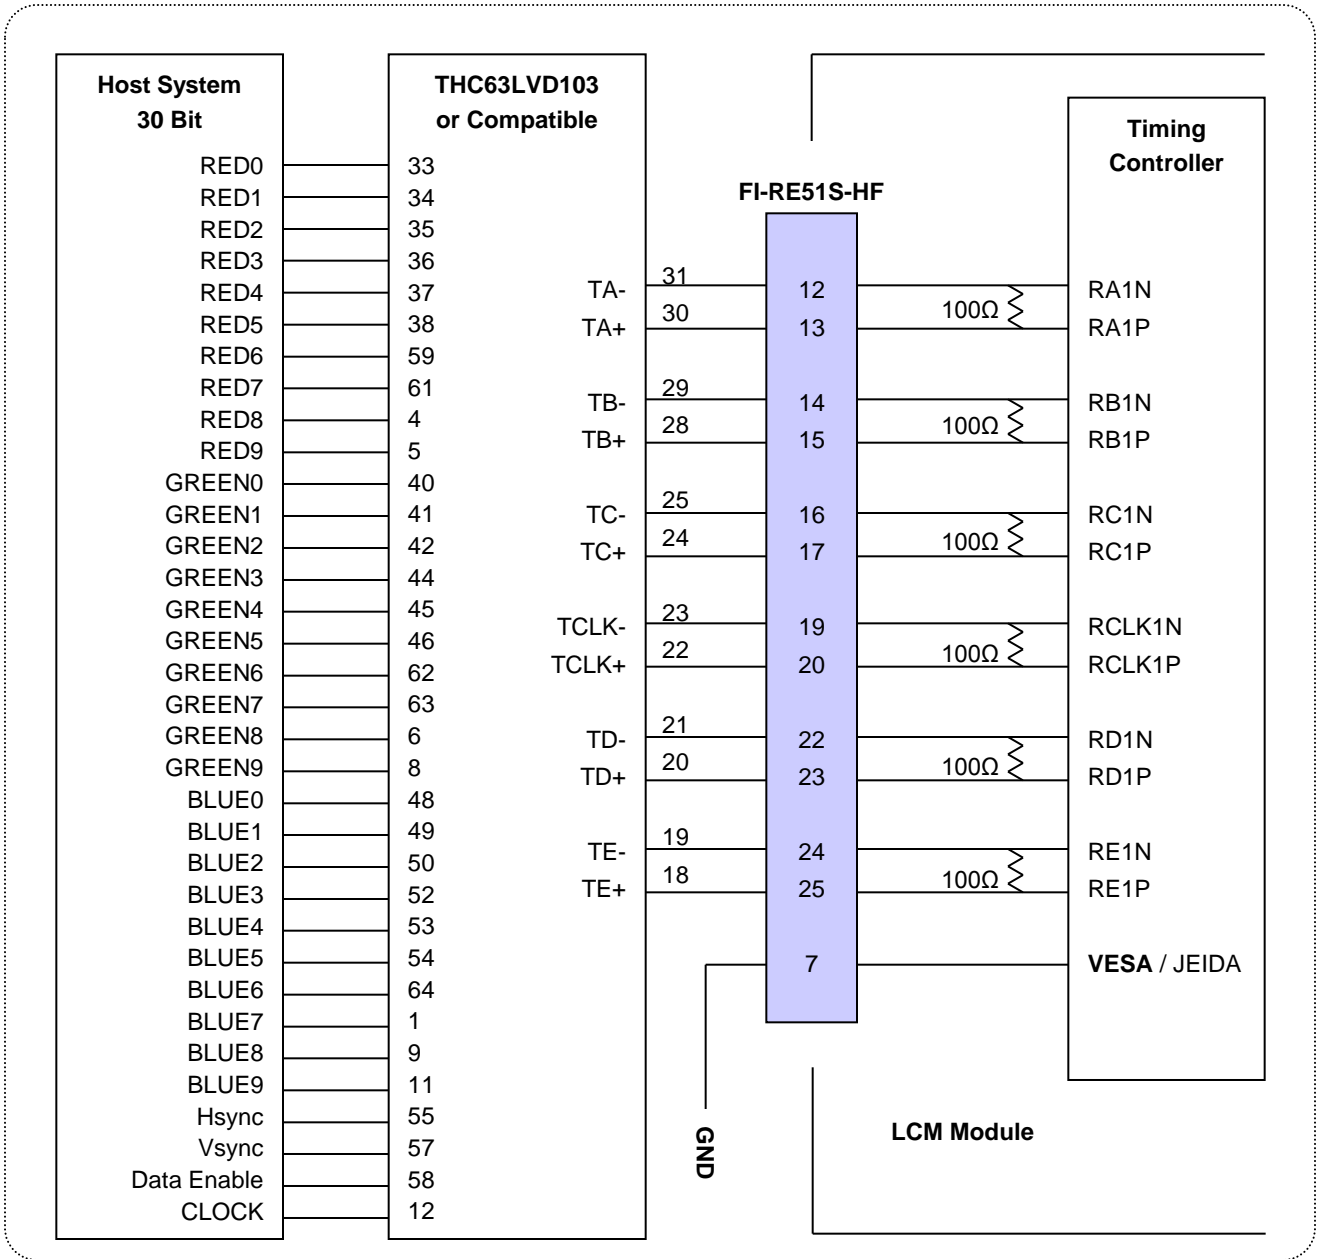 Host System
30 Bit
THC63LVD103
or Compatible
Timing
Controller
FI-RE51S-HF
RED0 33
RED1 34
RED2 35
RED3 36
RED4 37
RED5 38
RED6 59
RED7 61
RED8 4
RED9 5
GREEN0 40
GREEN1 41
GREEN2 42
GREEN3 44
GREEN4 45
GREEN5 46
GREEN6 62
GREEN7 63
GREEN8 6
GREEN9 8
BLUE0 48
BLUE1 49
BLUE2 50
BLUE3 52
BLUE4 53
BLUE5 54
BLUE6 64
BLUE7 1
BLUE8 9
BLUE9 11
Hsync 55
Vsync 57
Data Enable 58
CLOCK 12
TA- 31 12 RA1N
100Ω
TA+ 30 13 RA1P
TB- 29 14 RB1N
100Ω
TB+ 28 15 RB1P
TC- 25 16 RC1N
100Ω
TC+ 24 17 RC1P
TCLK- 23 19 RCLK1N
100Ω
TCLK+ 22 20 RCLK1P
TD- 21 22 RD1N
100Ω
TD+ 20 23 RD1P
TE- 19 24 RE1N
100Ω
TE+ 18 25 RE1P
7 VESA / JEIDA
GND
LCM Module